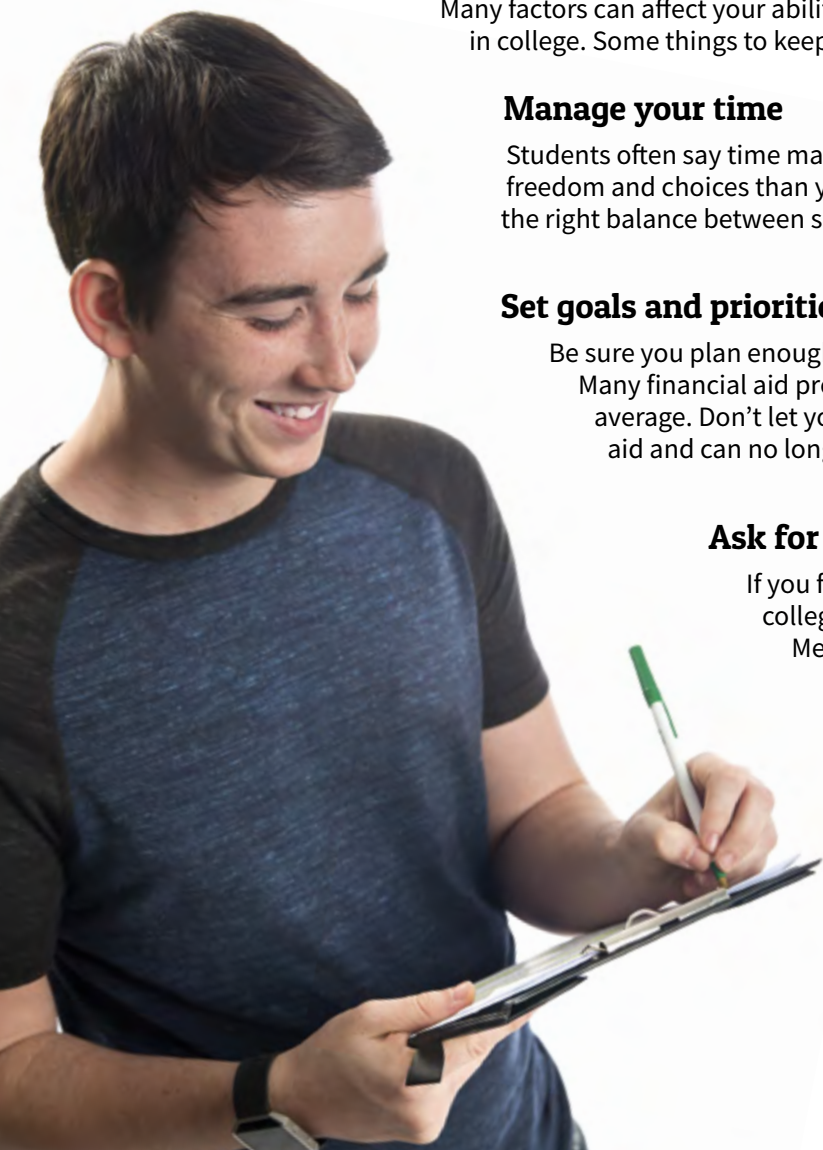 Many factors can affect your abili
in college. Some things to keep
Manage your time
Students often say time ma
freedom and choices than y
the right balance between s
Set goals and prioritie
Be sure you plan enoug
Many financial aid pr
average. Don’t let yo
aid and can no lon
Ask for
If you f
colleg
Me